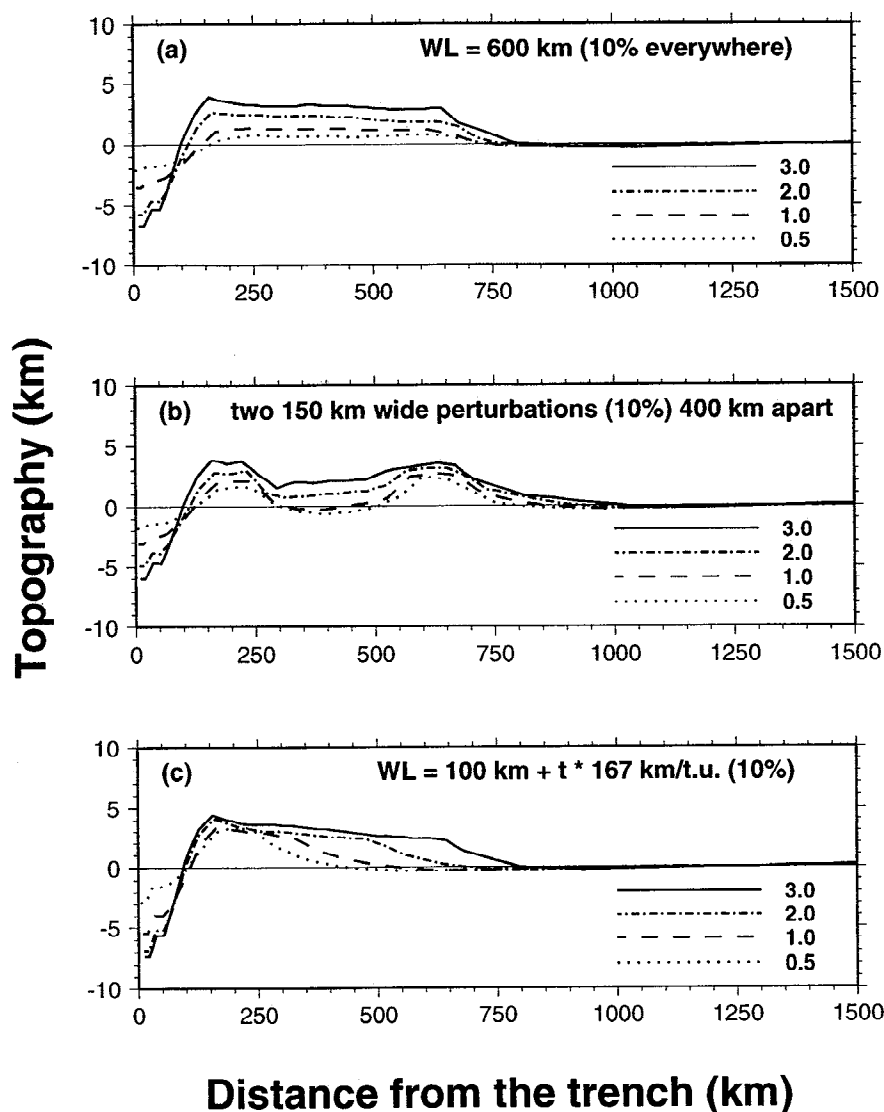 Topography (km)
10
5
0
-5
-10
(a)
WL = 600 km (10% everywhere)
3.0
2.0
1.0
0.5
0 250 500 750 1000 1250 1500
10
5
0
-5
-10
(b)
two 150 km wide perturbations (10%) 400 km apart
3.0
2.0
1.0
0.5
0 250 500 750 1000 1250 1500
10
5
0
-5
-10
(c)
WL = 100 km + t * 167 km/t.u. (10%)
3.0
2.0
1.0
0.5
0 250 500 750 1000 1250 1500
Distance from the trench (km)